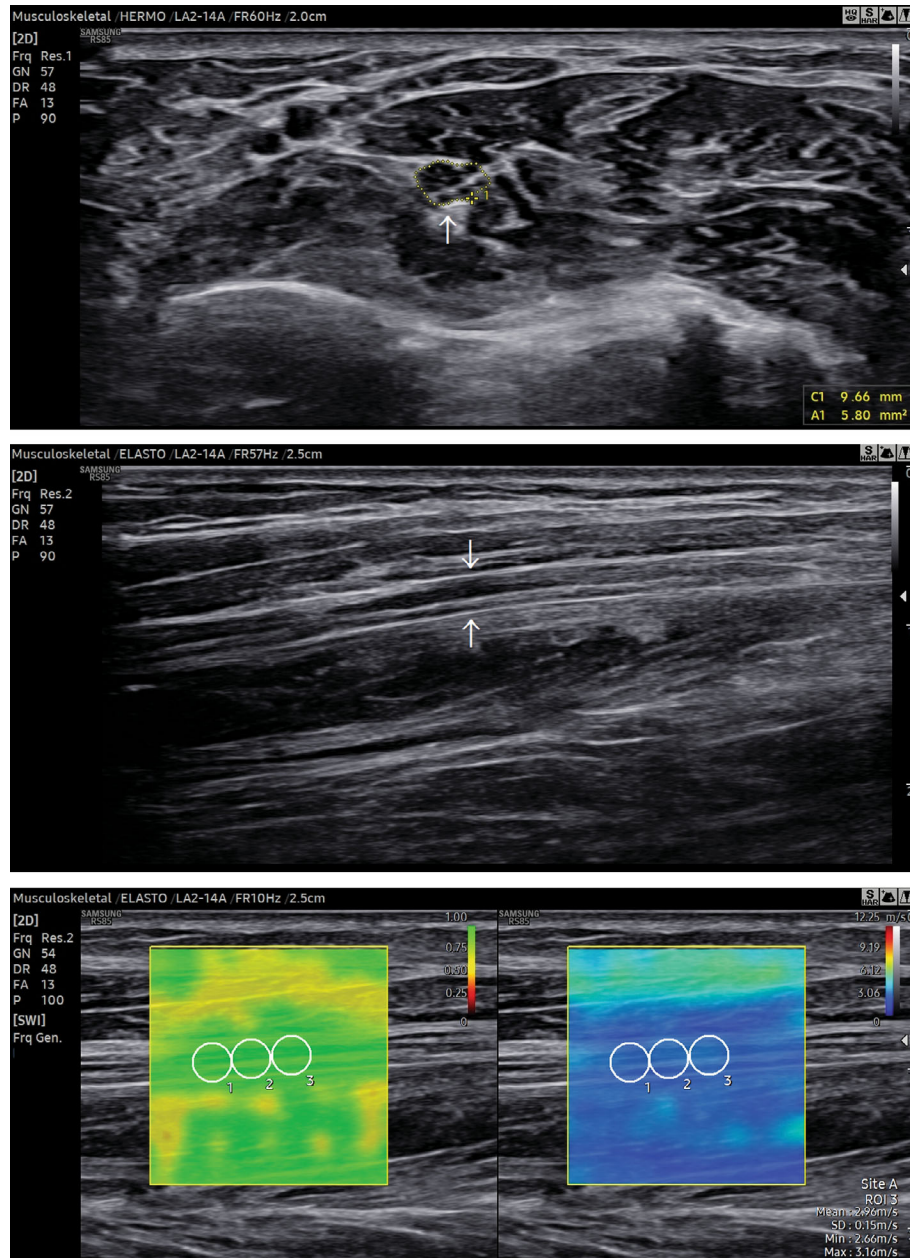 Musculoskeletal /HERMO/LA2-14A/FR60Hz/2.0cm
HQ
S HAR
[2D]
SAMSUNG
RS85
Frq Res.1
GN 57
DR 48
FA 13
P 90
1
C1 9.66 mm
A1 5.80 mm²
Musculoskeletal /ELASTO/LA2-14A/FR57Hz/2.5cm
S HAR
[2D]
SAMSUNG
RS85
Frq Res.2
GN 57
DR 48
FA 13
P 90
Musculoskeletal /ELASTO/LA2-14A/FR10Hz/2.5cm
S HAR
[2D]
SAMSUNG
RS85
Frq Res.2
GN 54
DR 48
FA 13
P 100
[SWI]
Frq Gen.
1.00
0.75
0.50
0.25
0
1 2 3
SAMSUNG
RS85
12.25 m/s
9.19
6.12
3.06
0
1 2 3
Site A
ROI 3
Mean : 2.96m/s
SD : 0.15m/s
Min : 2.66m/s
Max : 3.16m/s